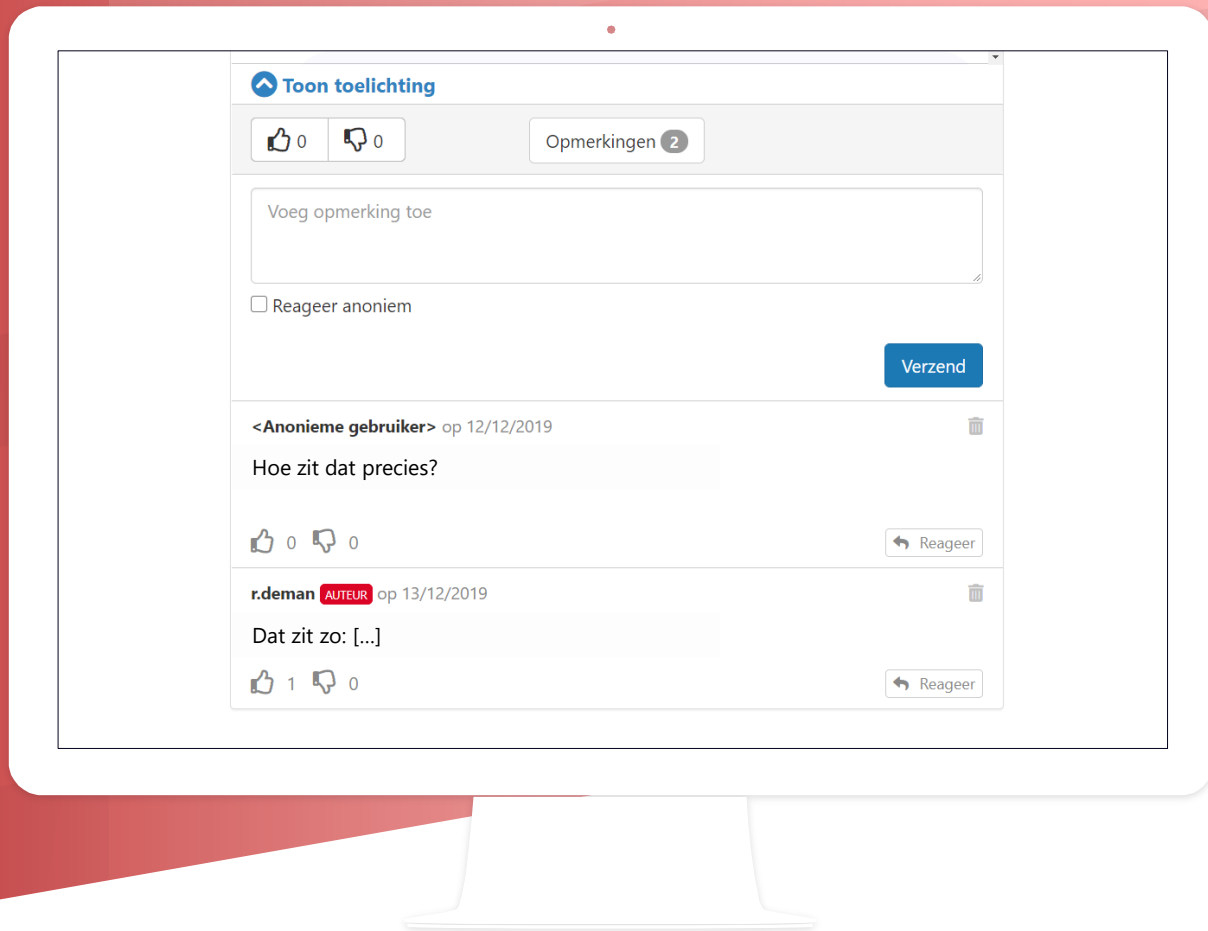 Toon toelichting
0 0 Opmerkingen 2
Voeg opmerking toe
Reageer anoniem
Verzend
<Anonieme gebruiker> op 12/12/2019
Hoe zit dat precies?
0 0 Reageer
r.deman AUTEUR op 13/12/2019
Dat zit zo: [...]
1 0 Reageer